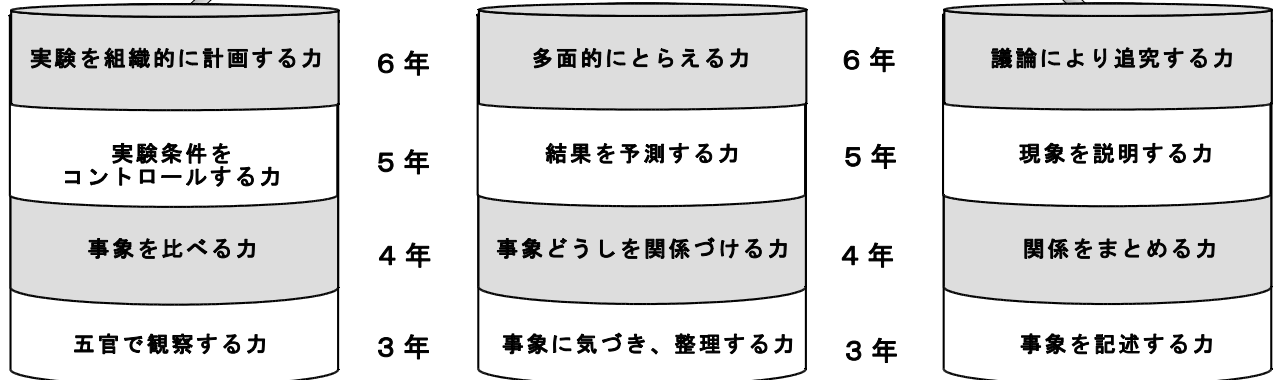 実験を組織的に計画する力
6年
多面的にとらえる力
6年
議論により追究する力
実験条件を
コントロールする力
5年
結果を予測する力
5年
現象を説明する力
事象を比べる力
4年
事象どうしを関係づける力
4年
関係をまとめる力
五官で観察する力
3年
事象に気づき、整理する力
3年
事象を記述する力